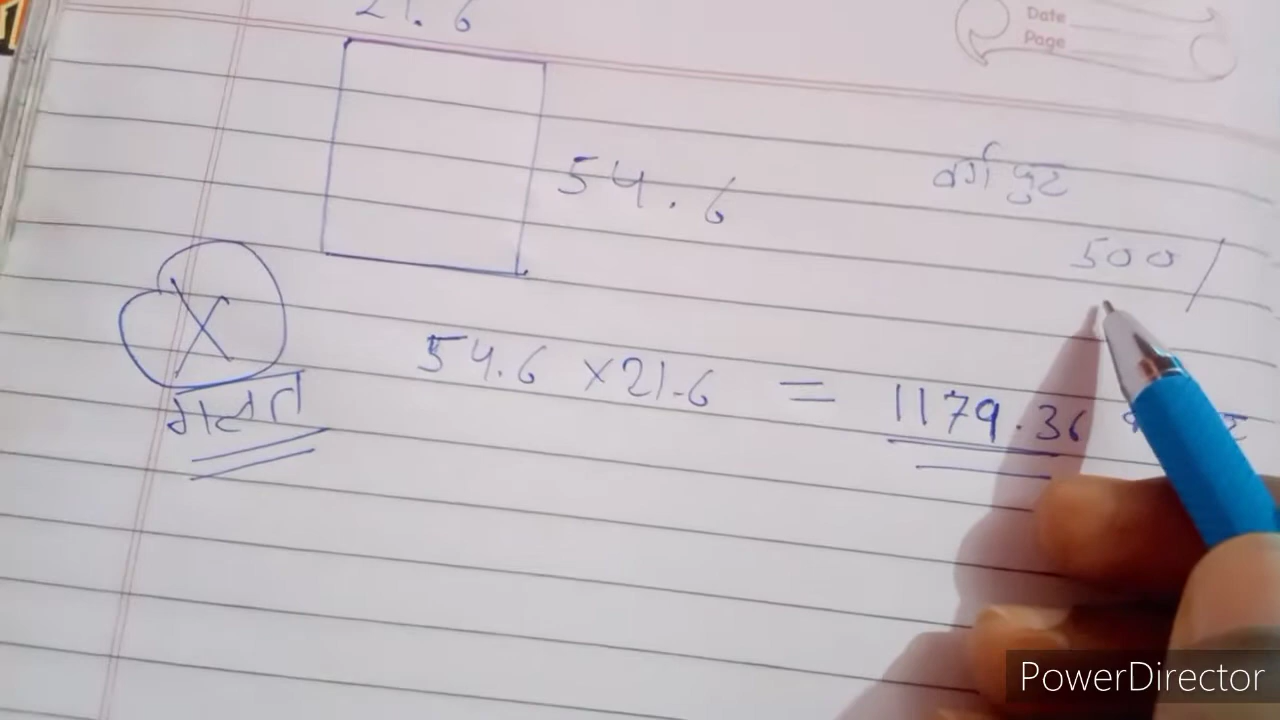 21.6
Date
Page
54.6
वर्ग फुट
500/
54.6 × 21.6 = 1179.36
X
गलत
PowerDirector